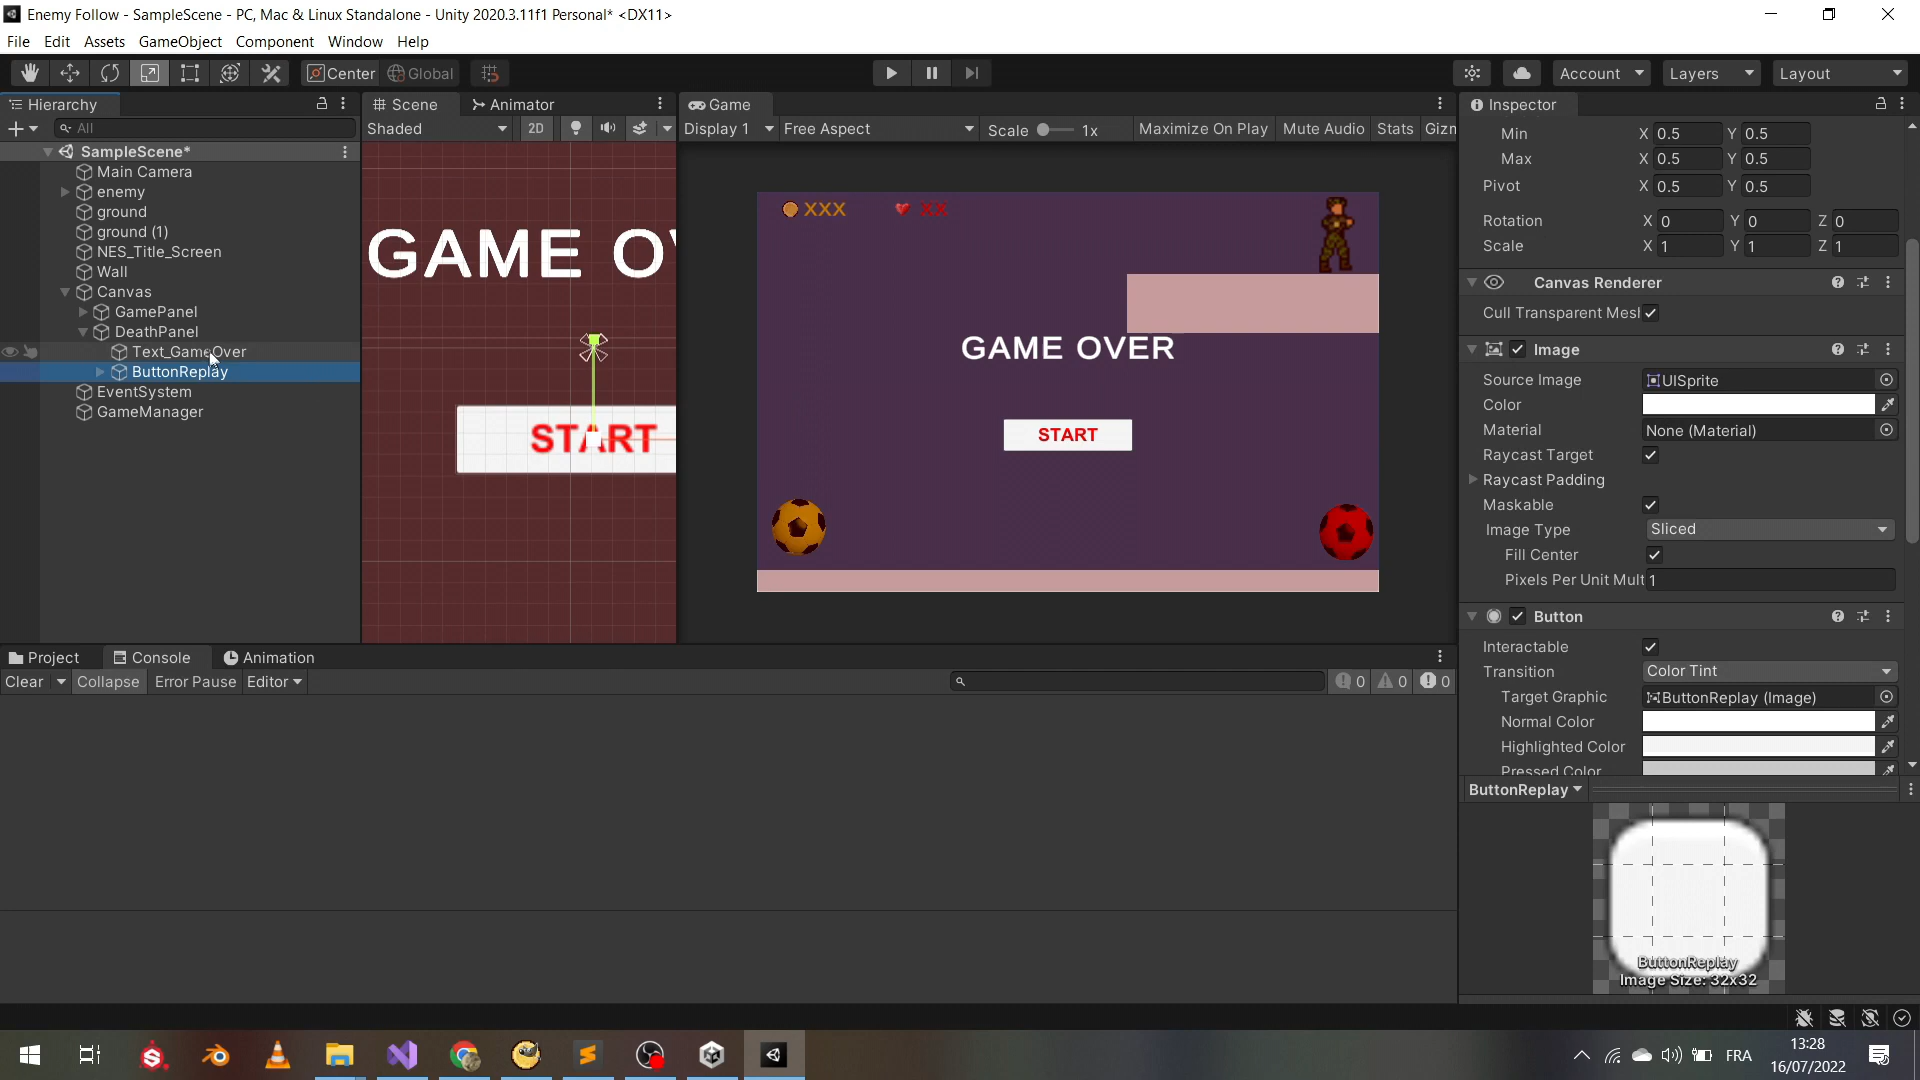 Enemy Follow - SampleScene - PC, Mac & Linux Standalone - Unity 2020.3.11f1 Personal* <DX11>
File Edit Assets GameObject Component Window Help
Center Global
Account Layers Layout
Hierarchy
All
SampleScene*
Main Camera
enemy
ground
ground (1)
NES_Title_Screen
Wall
Canvas
GamePanel
DeathPanel
Text_GameOver
ButtonReplay
EventSystem
GameManager
Scene Animator
Shaded 2D
GAME O
START
Game
Display 1 Free Aspect Scale 1x Maximize On Play Mute Audio Stats Gizn
XXX XX
GAME OVER
START
Inspector
Min X 0.5 Y 0.5
Max X 0.5 Y 0.5
Pivot X 0.5 Y 0.5
Rotation X 0 Y 0 Z 0
Scale X 1 Y 1 Z 1
Canvas Renderer
Cull Transparent Mesl
Image
Source Image UISprite
Color
Material None (Material)
Raycast Target
Raycast Padding
Maskable
Image Type Sliced
Fill Center
Pixels Per Unit Mult 1
Button
Interactable
Transition Color Tint
Target Graphic ButtonReplay (Image)
Normal Color
Highlighted Color
Pressed Color
ButtonReplay
ButtonReplay
Image Size: 32x32
Project Console Animation
Clear Collapse Error Pause Editor 0 0 0
FRA
13:28
16/07/2022